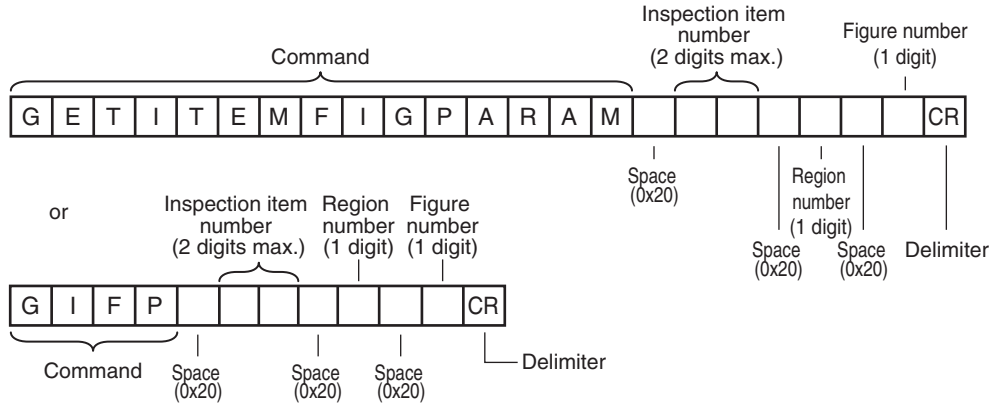 Inspection item
number
(2 digits max.)
Figure number
(1 digit)
Command
G E T I T E M F I G P A R A M CR
Space
(0x20)
Region
number
(1 digit)
Space
(0x20)
Space
(0x20)
Delimiter
or
Inspection item
number
(2 digits max.)
Region
number
(1 digit)
Figure
number
(1 digit)
G I F P CR
Command
Space
(0x20)
Space
(0x20)
Space
(0x20)
Delimiter